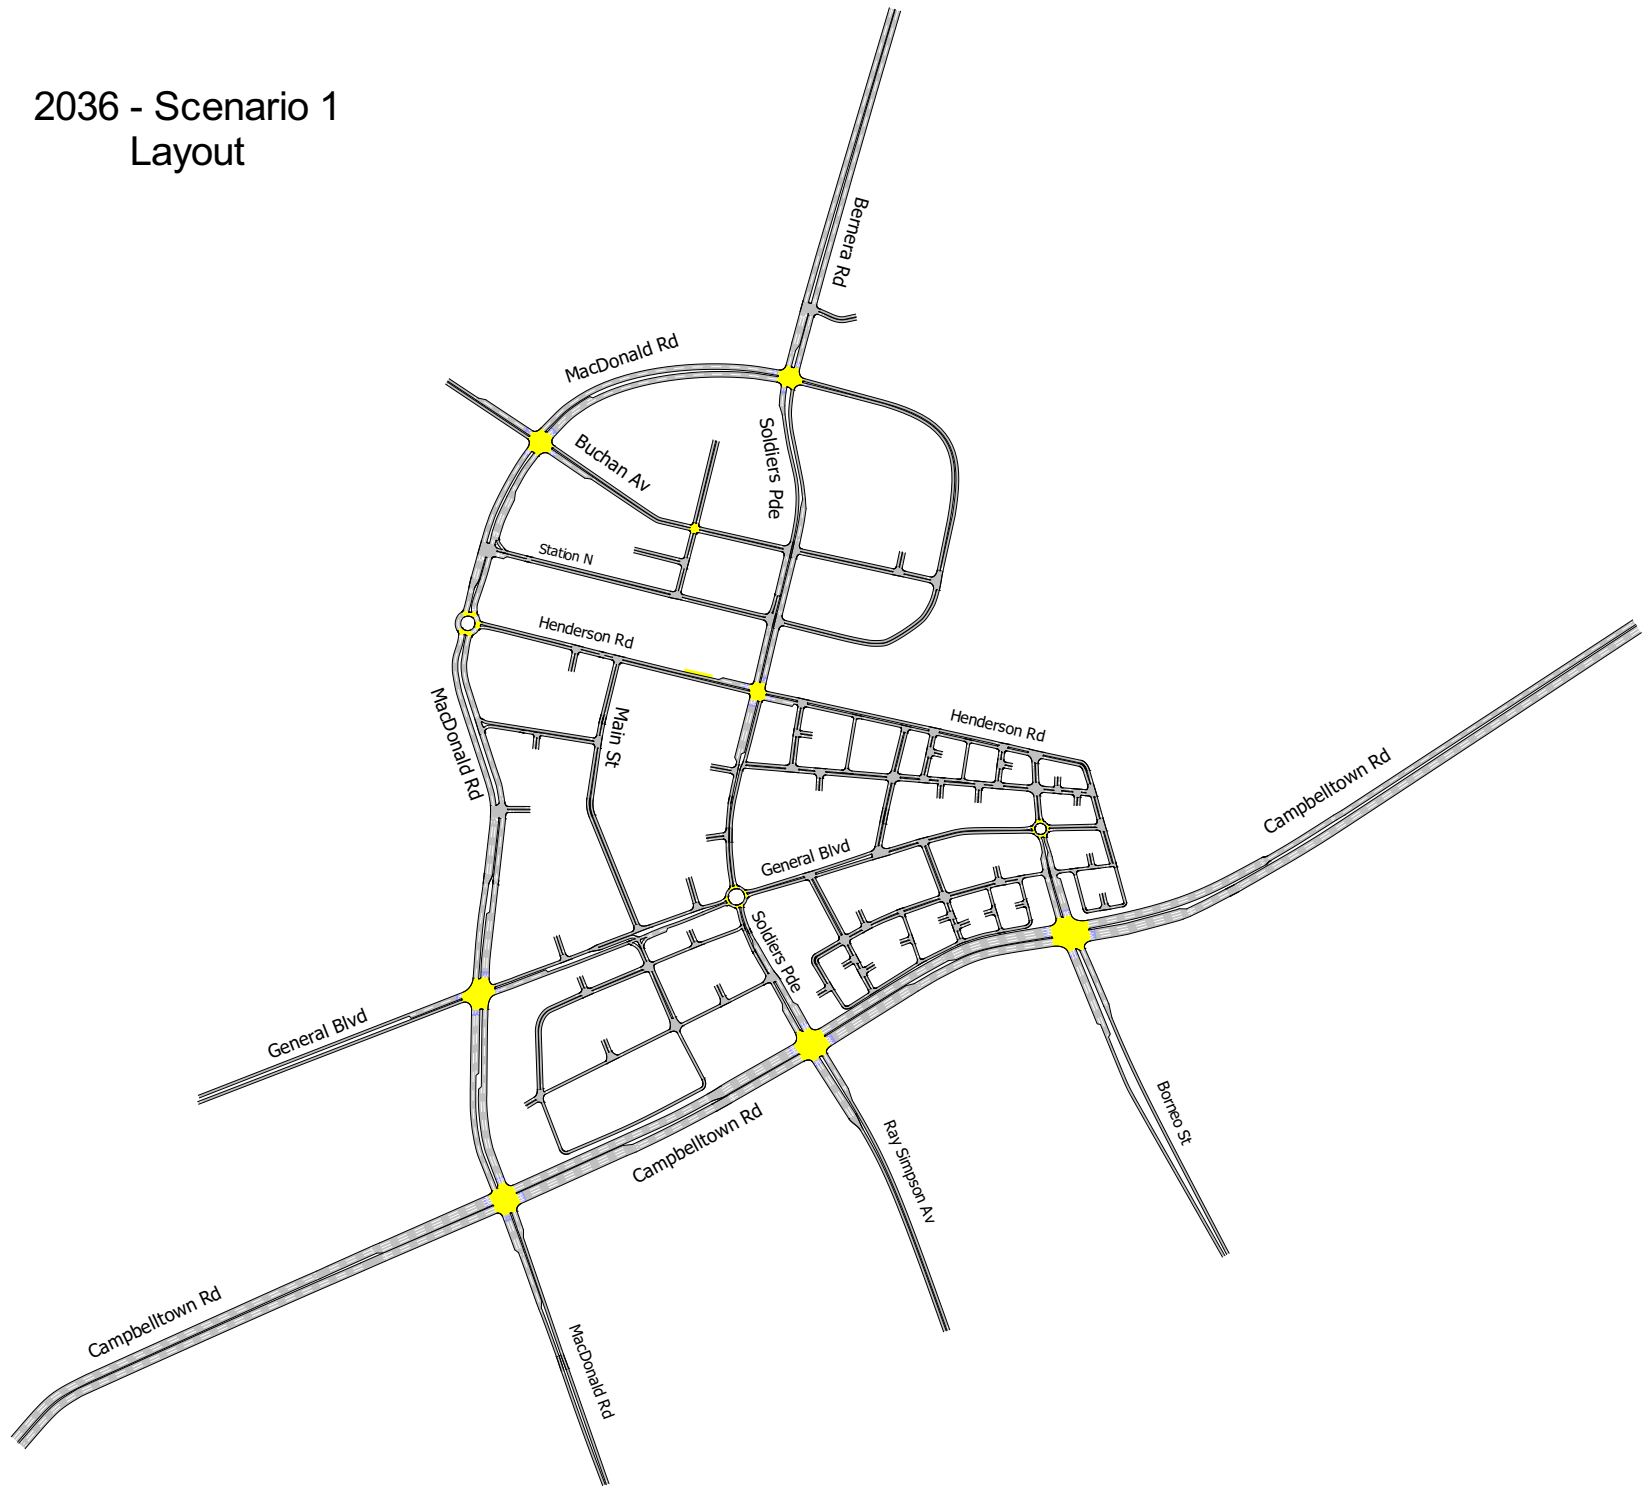 2036 - Scenario 1
Layout
Bernera Rd
MacDonald Rd
Buchan Av
Soldiers Pde
Station N
Henderson Rd
MacDonald Rd
Main St
Henderson Rd
Campbelltown Rd
General Blvd
Soldiers Pde
General Blvd
Campbelltown Rd
Borneo St
Ray Simpson Av
Campbelltown Rd
MacDonald Rd